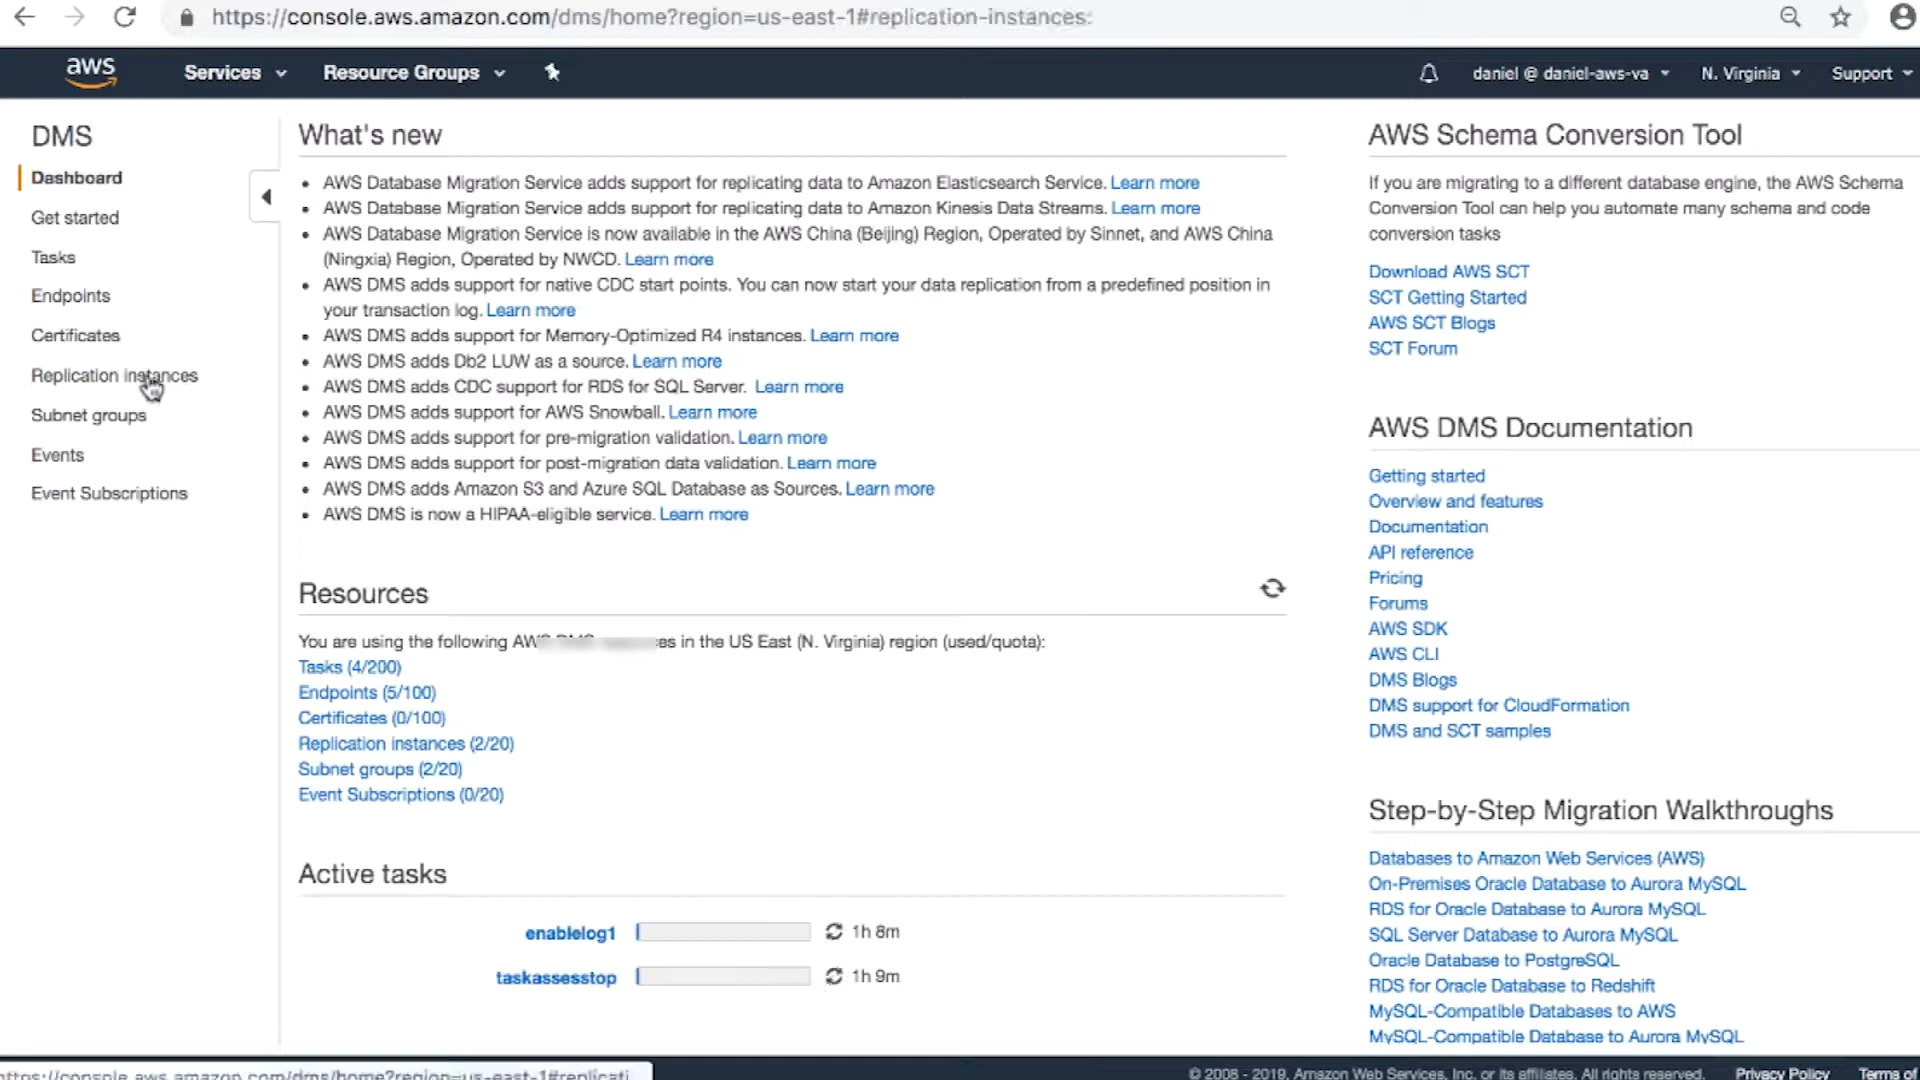 https://console.aws.amazon.com/dms/home?region=us-east-1#replication-instances:
aws
Services
Resource Groups
daniel @ daniel-aws-va
N. Virginia
Support
DMS
Dashboard
Get started
Tasks
Endpoints
Certificates
Replication instances
Subnet groups
Events
Event Subscriptions
What's new
• AWS Database Migration Service adds support for replicating data to Amazon Elasticsearch Service. Learn more
• AWS Database Migration Service adds support for replicating data to Amazon Kinesis Data Streams. Learn more
• AWS Database Migration Service is now available in the AWS China (Beijing) Region, Operated by Sinnet, and AWS China
(Ningxia) Region, Operated by NWCD. Learn more
• AWS DMS adds support for native CDC start points. You can now start your data replication from a predefined position in
your transaction log. Learn more
• AWS DMS adds support for Memory-Optimized R4 instances. Learn more
• AWS DMS adds Db2 LUW as a source. Learn more
• AWS DMS adds CDC support for RDS for SQL Server. Learn more
• AWS DMS adds support for AWS Snowball. Learn more
• AWS DMS adds support for pre-migration validation. Learn more
• AWS DMS adds support for post-migration data validation. Learn more
• AWS DMS adds Amazon S3 and Azure SQL Database as Sources. Learn more
• AWS DMS is now a HIPAA-eligible service. Learn more
Resources
You are using the following in the US East (N. Virginia) region (used/quota):
Tasks (4/200)
Endpoints (5/100)
Certificates (0/100)
Replication instances (2/20)
Subnet groups (2/20)
Event Subscriptions (0/20)
Active tasks
enablelog1 1h 8m
taskassesstop 1h 9m
AWS Schema Conversion Tool
If you are migrating to a different database engine, the AWS Schema
Conversion Tool can help you automate many schema and code
conversion tasks
Download AWS SCT
SCT Getting Started
AWS SCT Blogs
SCT Forum
AWS DMS Documentation
Getting started
Overview and features
Documentation
API reference
Pricing
Forums
AWS SDK
AWS CLI
DMS Blogs
DMS support for CloudFormation
DMS and SCT samples
Step-by-Step Migration Walkthroughs
Databases to Amazon Web Services (AWS)
On-Premises Oracle Database to Aurora MySQL
RDS for Oracle Database to Aurora MySQL
SQL Server Database to Aurora MySQL
Oracle Database to PostgreSQL
RDS for Oracle Database to Redshift
MySQL-Compatible Databases to AWS
MySQL-Compatible Database to Aurora MySQL
https://console.aws.amazon.com/dms/home?region=us-east-1#replicati
© 2008 - 2019, Amazon Web Services, Inc. or its affiliates. All rights reserved.
Privacy Policy
Terms of